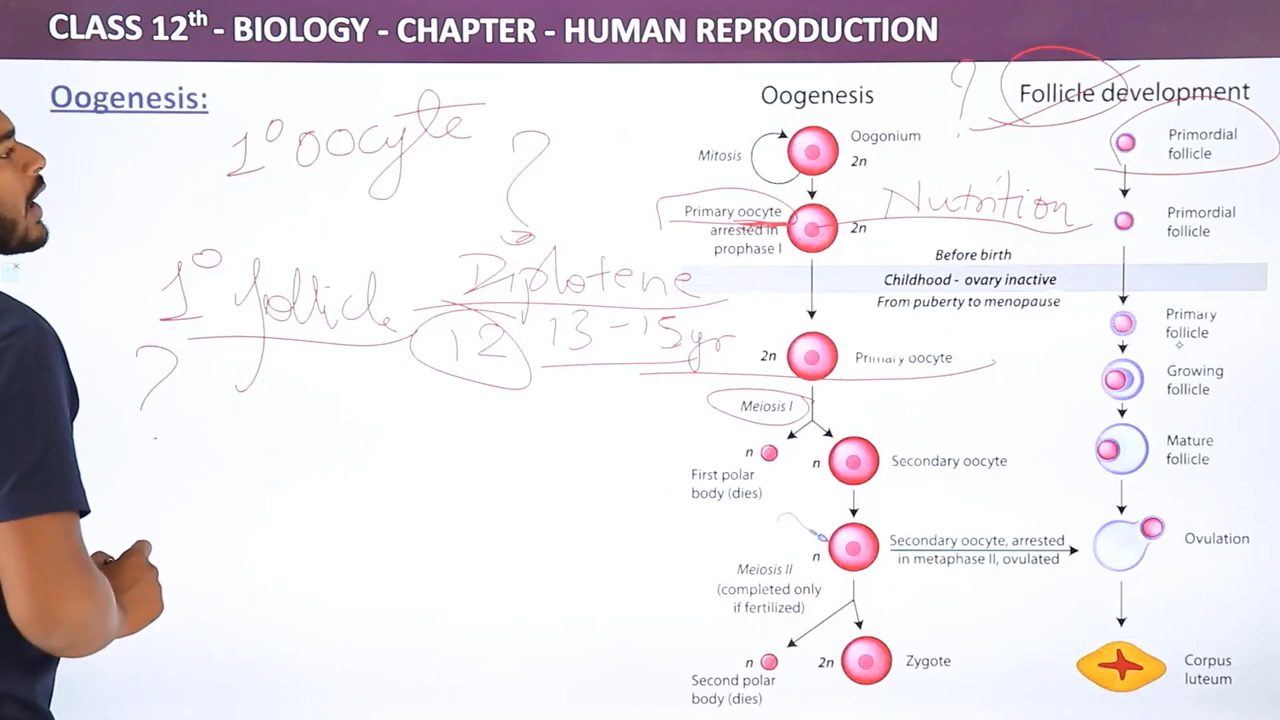 CLASS 12th - BIOLOGY - CHAPTER - HUMAN REPRODUCTION
Oogenesis:
1° oocyte
?
1° follicle
Diplotene
12
13-15yr
?
Oogenesis
Mitosis
Oogonium
2n
Primary oocyte
arrested in
prophase I
2n
Nutrition
?
Follicle development
Primordial
follicle
Primordial
follicle
Before birth
Childhood - ovary inactive
From puberty to menopause
2n
Primary oocyte
Primary
follicle
Meiosis I
Growing
follicle
n
First polar
body (dies)
n
Secondary oocyte
Mature
follicle
n
Secondary oocyte, arrested
in metaphase II, ovulated
Ovulation
Meiosis II
(completed only
if fertilized)
n
Second polar
body (dies)
2n
Zygote
Corpus
luteum